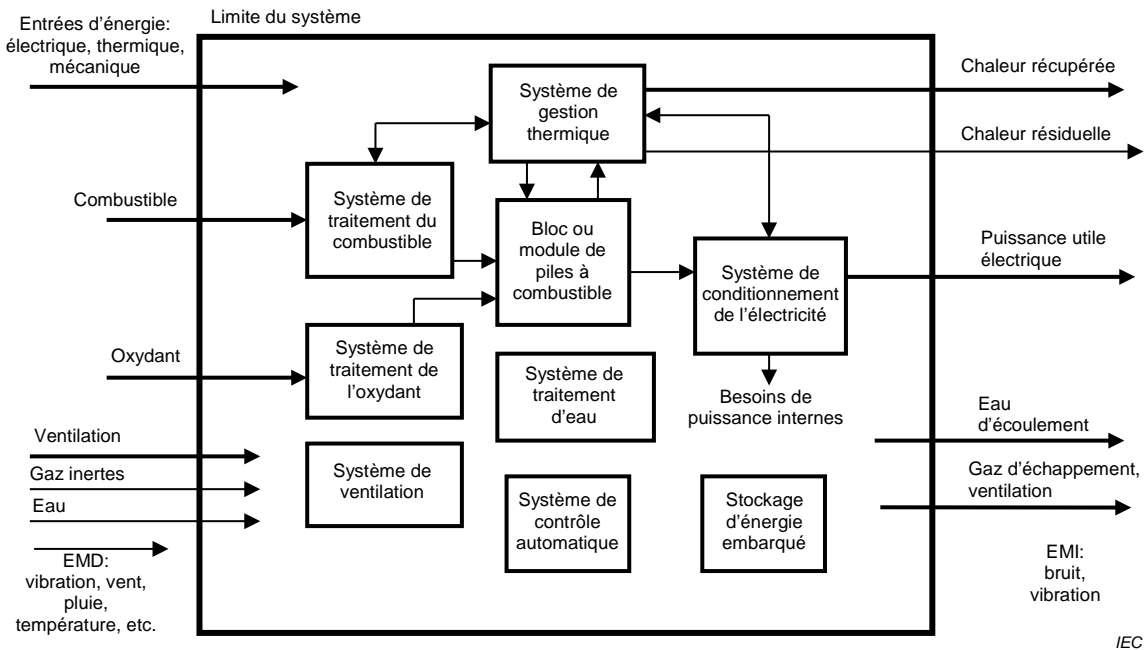 Entrées d'énergie:
électrique, thermique,
mécanique
Limite du système
Chaleur récupérée
Système de
gestion
thermique
Chaleur résiduelle
Combustible
Système de
traitement du
combustible
Bloc ou
module de
piles à
combustible
Système de
conditionnement
de l'électricité
Puissance utile
électrique
Oxydant
Système de
traitement de
l'oxydant
Système de
traitement
d'eau
Besoins de
puissance internes
Eau
d'écoulement
Ventilation
Gaz inertes
Eau
Système de
ventilation
Système de
contrôle
automatique
Stockage
d'énergie
embarqué
Gaz d'échappement,
ventilation
EMD:
vibration, vent,
pluie,
température, etc.
EMI:
bruit,
vibration
IEC